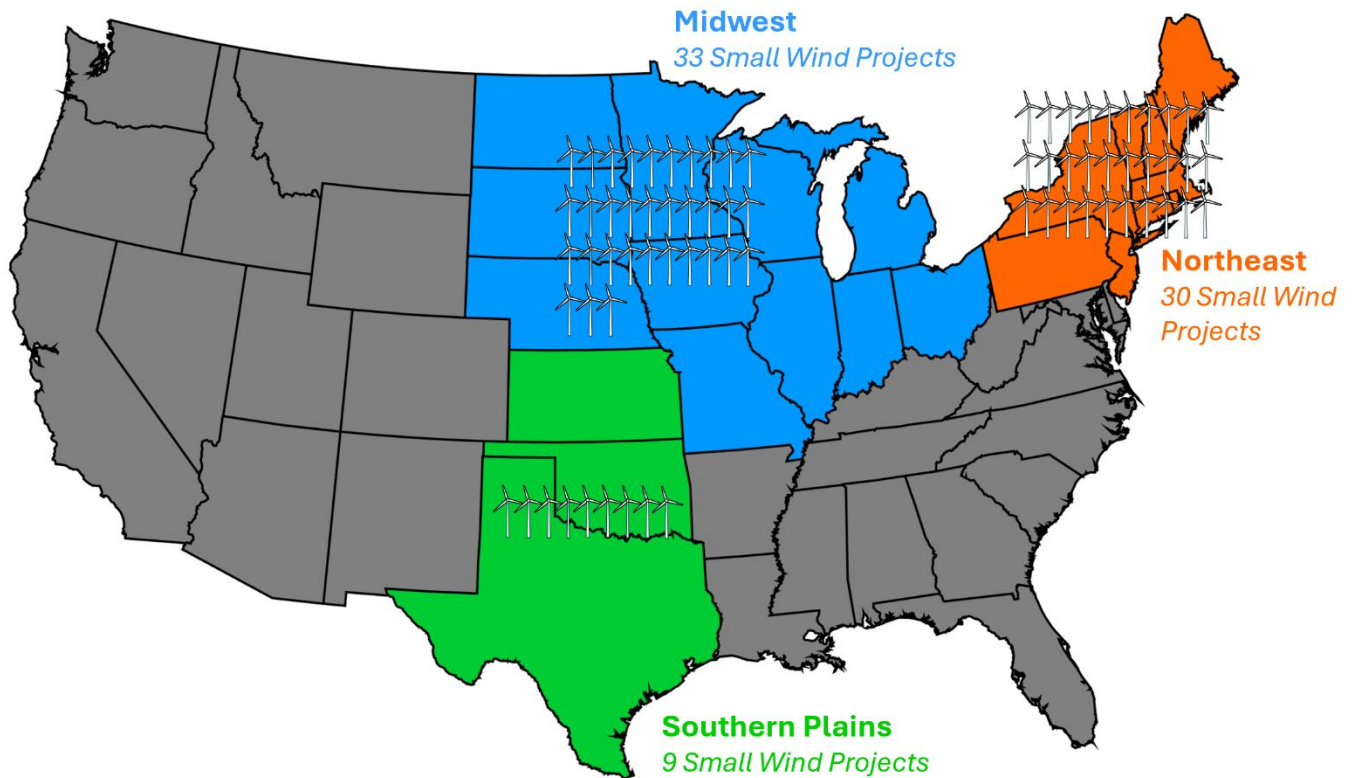 Midwest
33 Small Wind Projects
Northeast
30 Small Wind
Projects
Southern Plains
9 Small Wind Projects